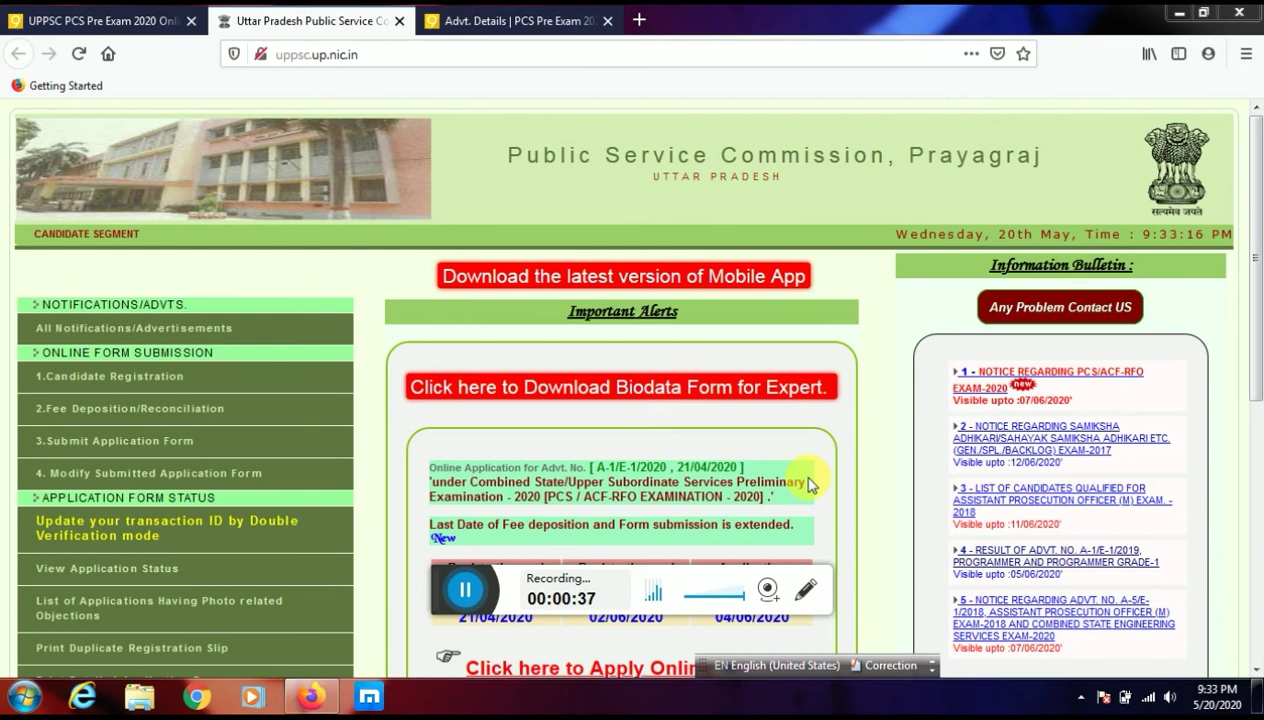 UPPSC PCS Pre Exam 2020 Onl
Uttar Pradesh Public Service Co
Advt. Details | PCS Pre Exam 20
uppsc.up.nic.in
Getting Started
Public Service Commission, Prayagraj
UTTAR PRADESH
सत्यमेव जयते
CANDIDATE SEGMENT
Wednesday, 20th May, Time : 9:33:16 PM
NOTIFICATIONS/ADVTS.
All Notifications/Advertisements
ONLINE FORM SUBMISSION
1.Candidate Registration
2.Fee Deposition/Reconciliation
3.Submit Application Form
4. Modify Submitted Application Form
APPLICATION FORM STATUS
Update your transaction ID by Double
Verification mode
View Application Status
List of Applications Having Photo related
Objections
Print Duplicate Registration Slip
Download the latest version of Mobile App
Important Alerts
Click here to Download Biodata Form for Expert.
Online Application for Advt. No. [ A-1/E-1/2020 , 21/04/2020 ]
'under Combined State/Upper Subordinate Services Preliminary
Examination - 2020 [PCS / ACF-RFO EXAMINATION - 2020] .'
Last Date of Fee deposition and Form submission is extended.
New
Recording...
00:00:37
21/04/2020 02/06/2020 04/06/2020
Click here to Apply Onlin
Information Bulletin :
Any Problem Contact US
1 - NOTICE REGARDING PCS/ACF-RFO
EXAM-2020 new
Visible upto :07/06/2020'
2 - NOTICE REGARDING SAMIKSHA
ADHIKARI/SAHAYAK SAMIKSHA ADHIKARI ETC.
(GEN./SPL./BACKLOG) EXAM-2017
Visible upto :12/06/2020
3 - LIST OF CANDIDATES QUALIFIED FOR
ASSISTANT PROSECUTION OFFICER (M) EXAM. -
2018
Visible upto :11/06/2020
4 - RESULT OF ADVT. NO. A-1/E-1/2019,
PROGRAMMER AND PROGRAMMER GRADE-1
Visible upto :05/06/2020
5 - NOTICE REGARDING ADVT. NO. A-5/E-
1/2018, ASSISTANT PROSECUTION OFFICER (M)
EXAM-2018 AND COMBINED STATE ENGINEERING
SERVICES EXAM-2020
Visible upto :07/06/2020
EN English (United States) Correction
9:33 PM
5/20/2020